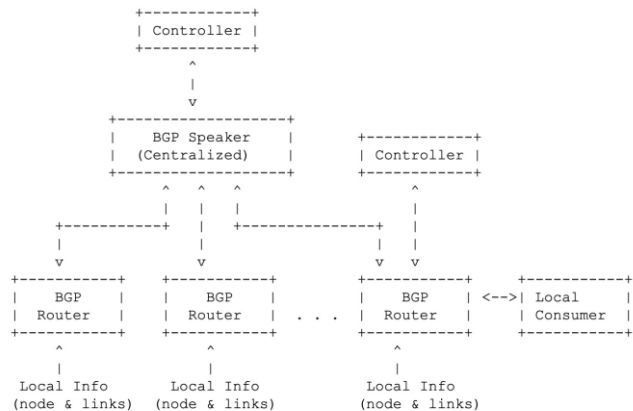 Controller
BGP Speaker
(Centralized) Controller
BGP BGP BGP <--> Local
Router Router . . . Router Consumer
Local Info Local Info Local Info
(node & links) (node & links) (node & links)